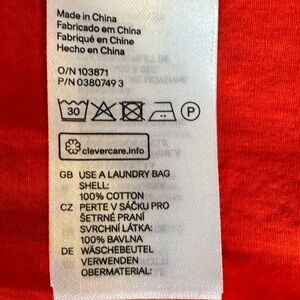 Made in China
Fabricado em China
Fabriqué en Chine
Hecho en China
O/N 103871
P/N 0380749 3
30 P
clevercare.info
GB USE A LAUNDRY BAG
SHELL:
100% COTTON
CZ PERTE V SÁČKU PRO
ŠETRNÉ PRANÍ
SVRCHNÍ LÁTKA:
100% BAVLNA
DE WÄSCHEBEUTEL
VERWENDEN
OBERMATERIAL: